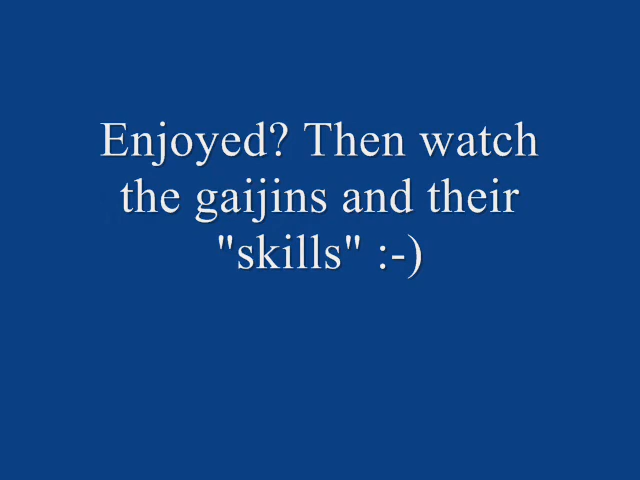 Enjoyed? Then watch
the gaijins and their
"skills" :-)